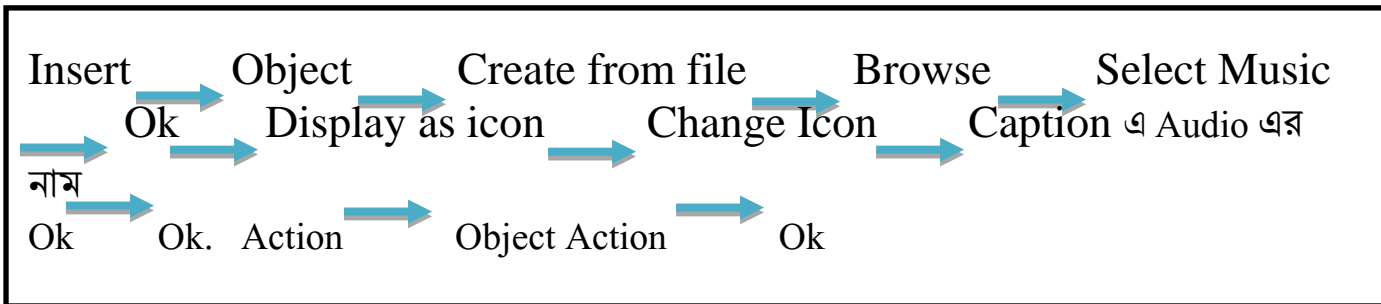 Insert Object Create from file Browse Select Music
Ok Display as icon Change Icon Caption এ Audio এর
নাম
Ok Ok. Action Object Action Ok